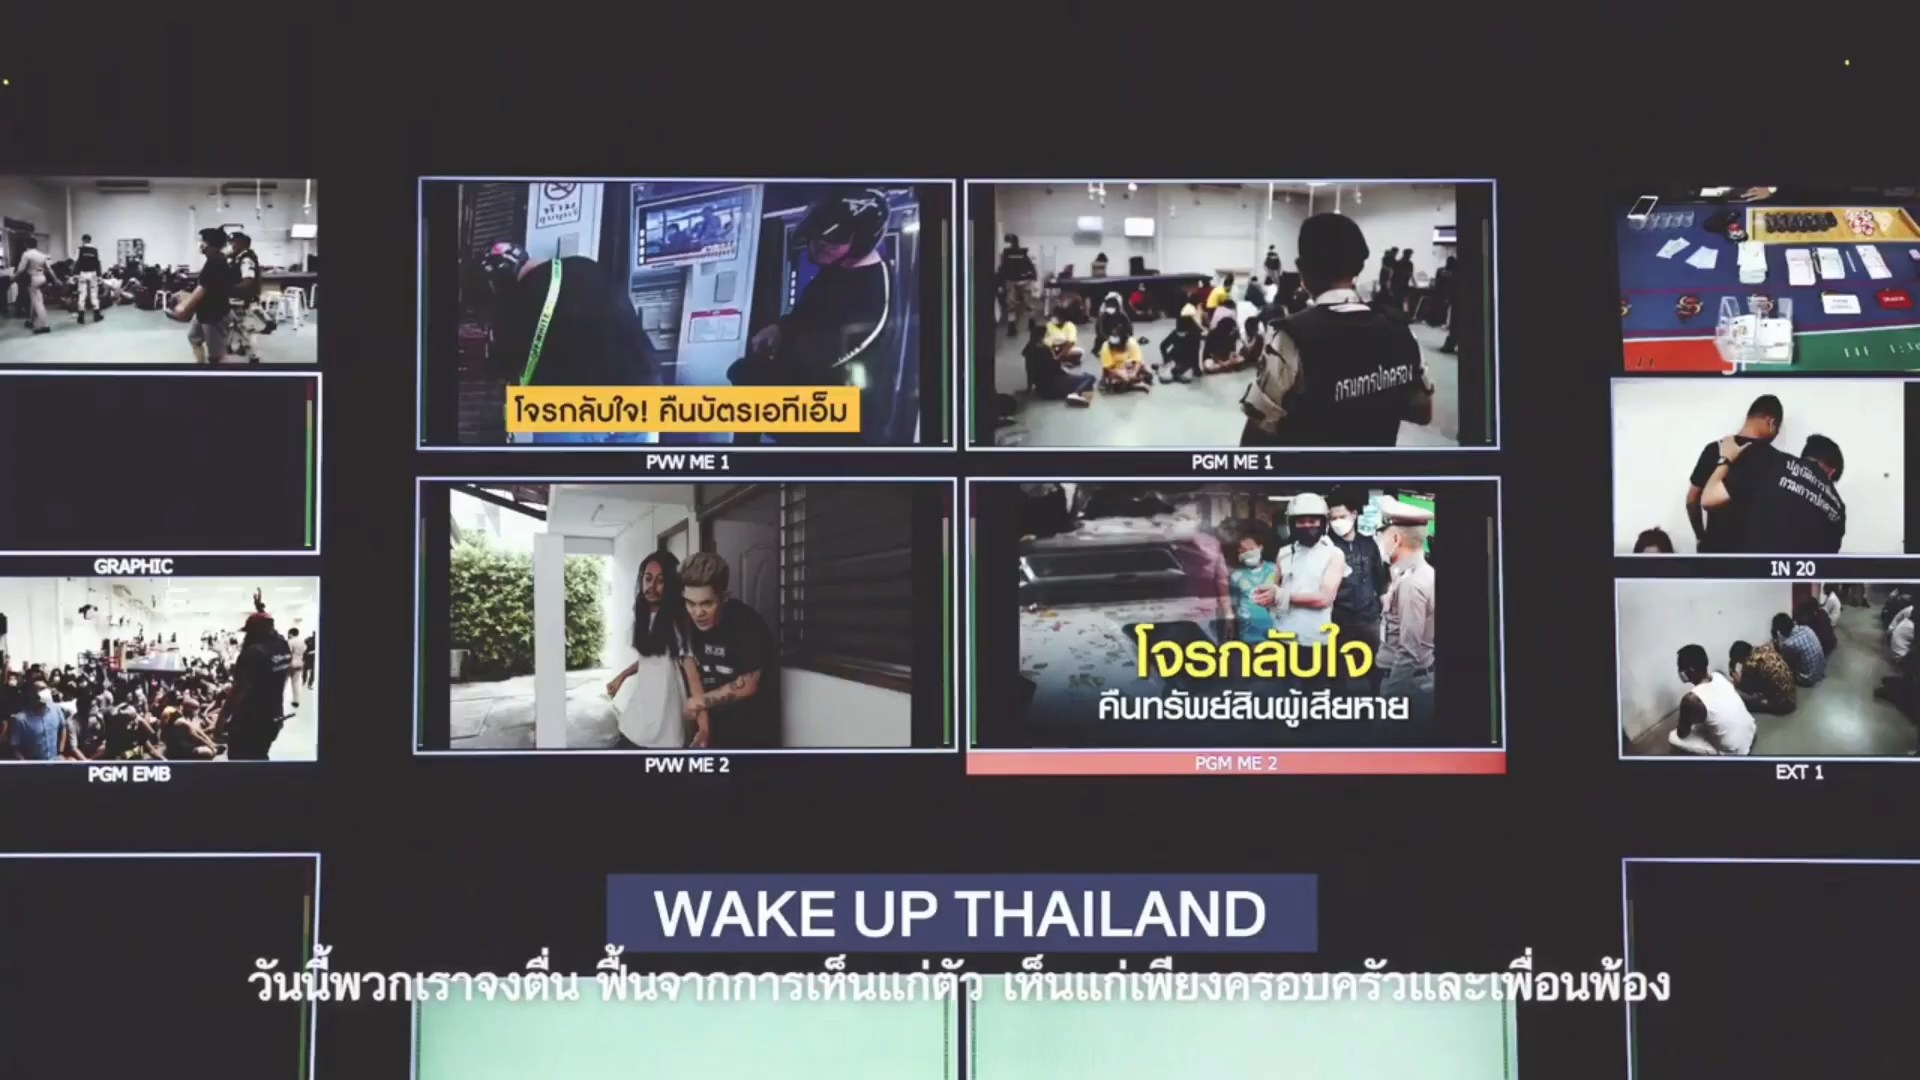 โจรกลับใจ! คืนบัตรเอทีเอ็ม
กรมการปกครอง
PVW ME 1
PGM ME 1
GRAPHIC
IN 20
โจรกลับใจ
คืนทรัพย์สินผู้เสียหาย
PGM EMB
PVW ME 2
PGM ME 2
EXT 1
WAKE UP THAILAND
วันนี้พวกเราจงตื่น ฟื้นจากการเห็นแก่ตัว เห็นแก่เพียงครอบครัวและเพื่อนพ้อง